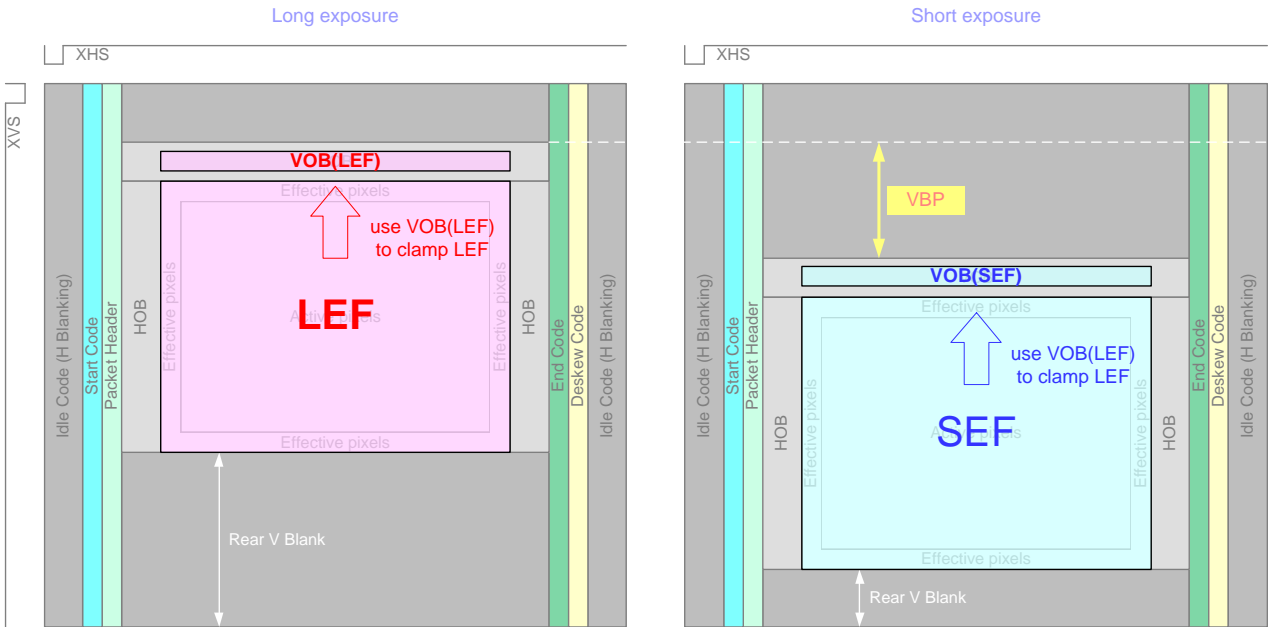 Long exposure
XHS
XVS
Idle Code (H Blanking)
Start Code
Packet Header
HOB
VOB(LEF)
Effective pixels
use VOB(LEF)
to clamp LEF
Effective pixels
Active pixels
LEF
Effective pixels
Effective pixels
Rear V Blank
HOB
End Code
Deskew Code
Idle Code (H Blanking)
Short exposure
XHS
Idle Code (H Blanking)
Start Code
Packet Header
VBP
HOB
VOB(SEF)
Effective pixels
use VOB(LEF)
to clamp LEF
Effective pixels
Active pixels
SEF
Effective pixels
Effective pixels
Rear V Blank
HOB
End Code
Deskew Code
Idle Code (H Blanking)